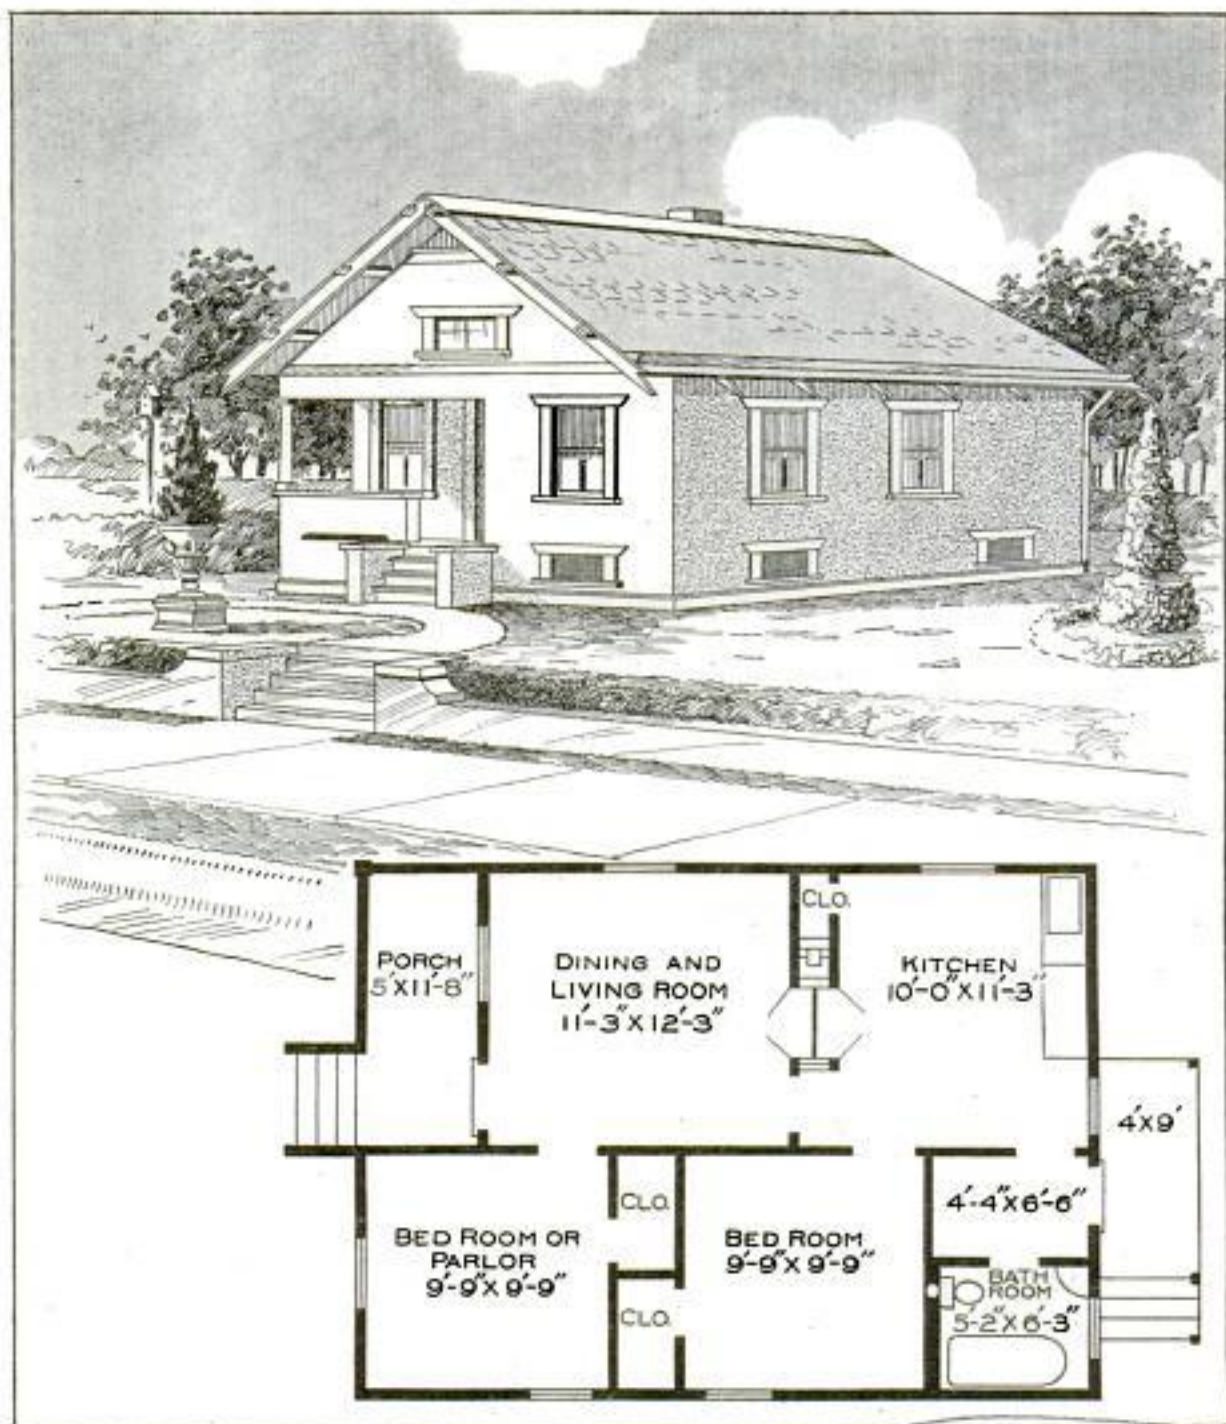 PORCH
5'X11'-8"
DINING AND
LIVING ROOM
11'-3"X12'-3"
CLO.
KITCHEN
10'-0"X11'-3"
4'X9'
BED ROOM OR
PARLOR
9'-9"X9'-9"
CLO.
CLO.
BED ROOM
9'-9"X9'-9"
4'-4"X6'-6"
BATH
ROOM
5'-2"X6'-3"